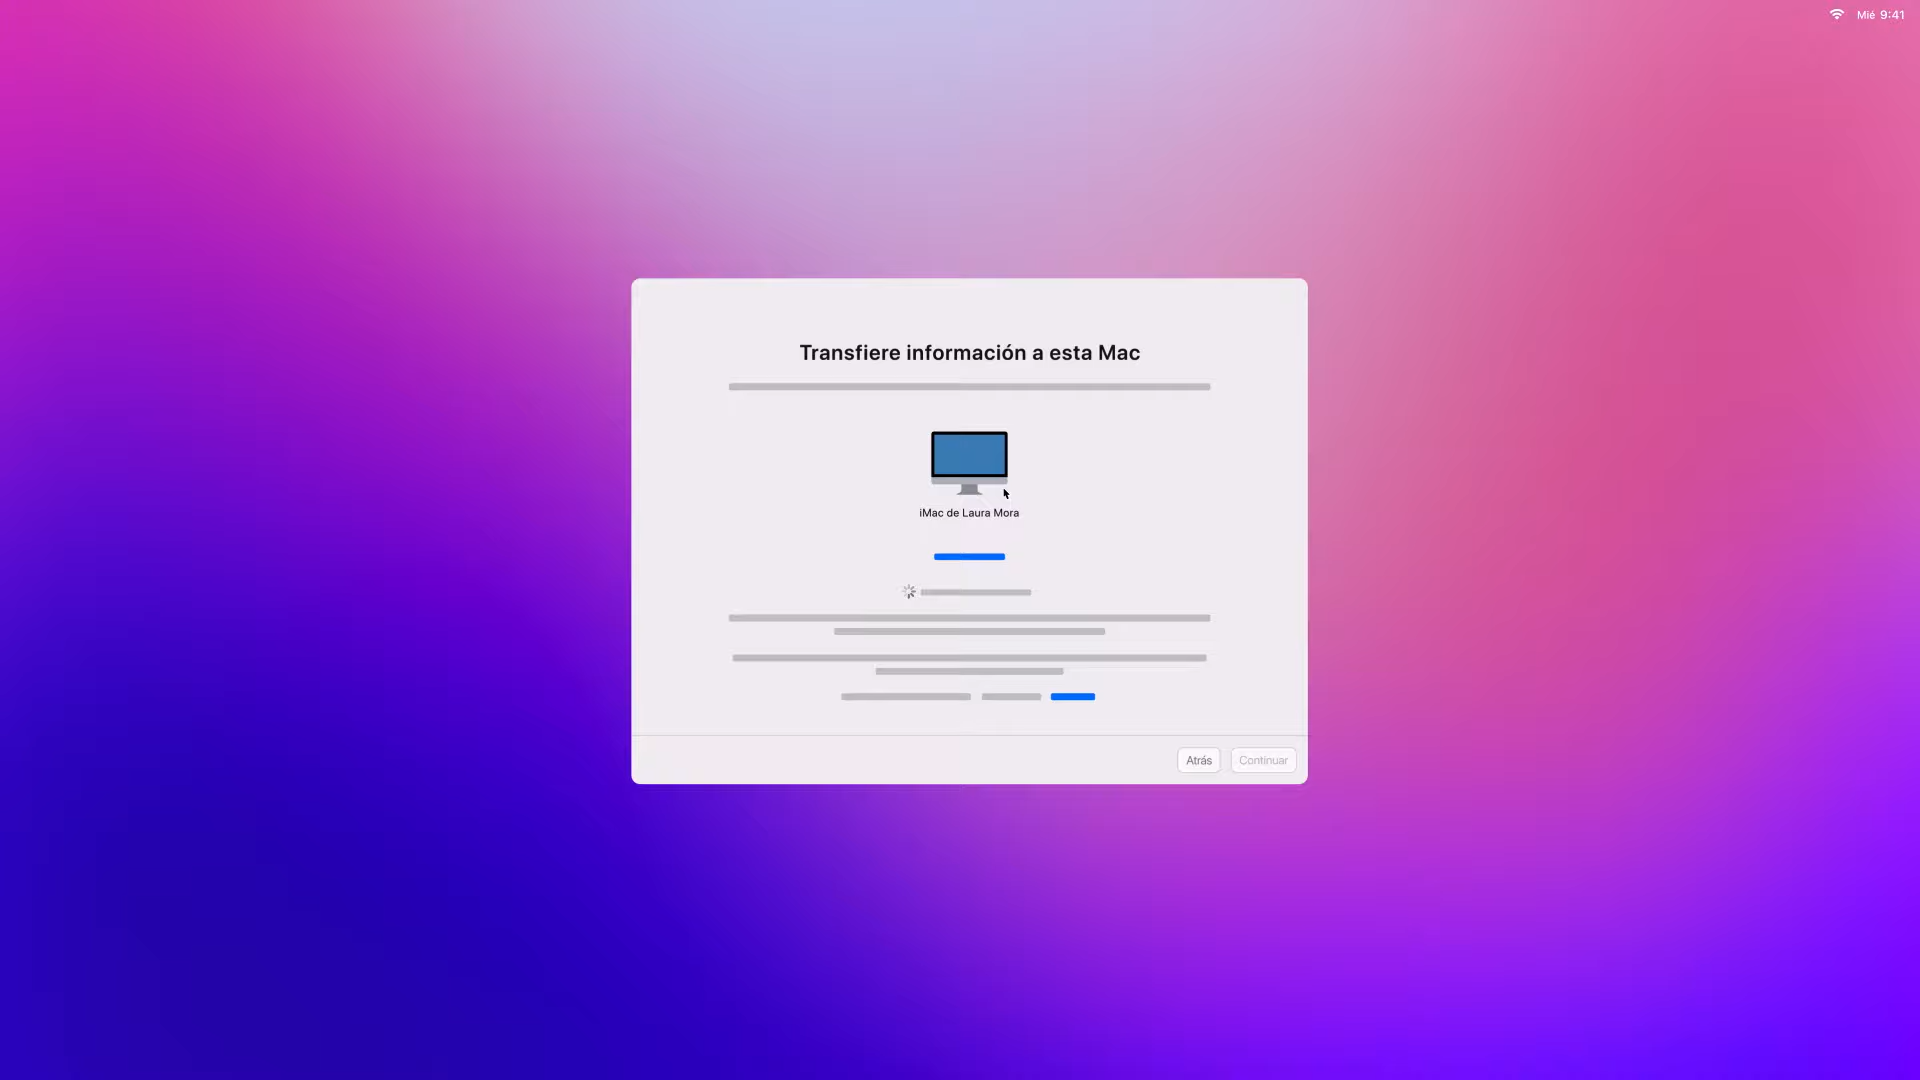 Mié 9:41
Transfiere información a esta Mac
iMac de Laura Mora
Atrás
Continuar